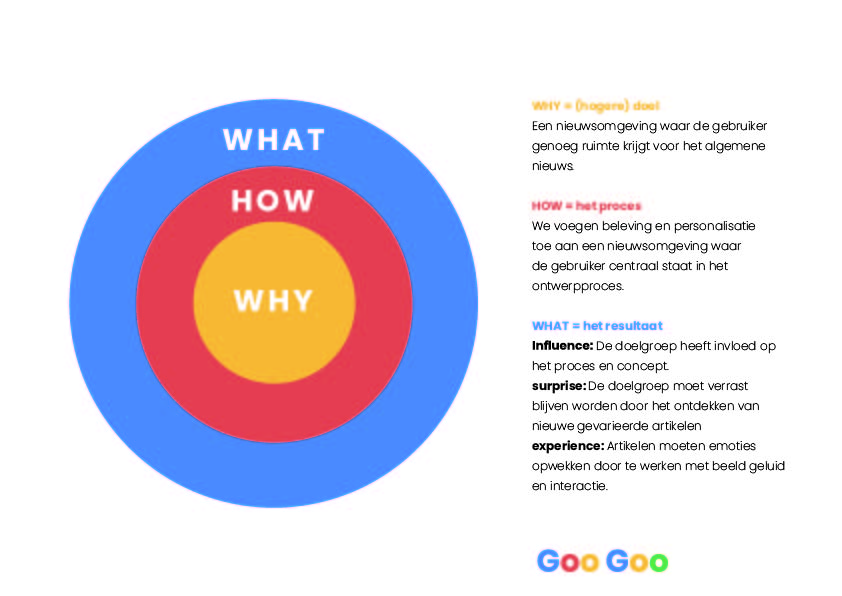 WHAT
HOW
WHY
WHY = (hogere) doel
Een nieuwsomgeving waar de gebruiker
genoeg ruimte krijgt voor het algemene
nieuws.
HOW = het proces
We voegen beleving en personalisatie
toe aan een nieuwsomgeving waar
de gebruiker centraal staat in het
ontwerpproces.
WHAT = het resultaat
Influence: De doelgroep heeft invloed op
het proces en concept.
surprise: De doelgroep moet verrast
blijven worden door het ontdekken van
nieuwe gevarieerde artikelen
experience: Artikelen moeten emoties
opwekken door te werken met beeld geluid
en interactie.
Goo Goo